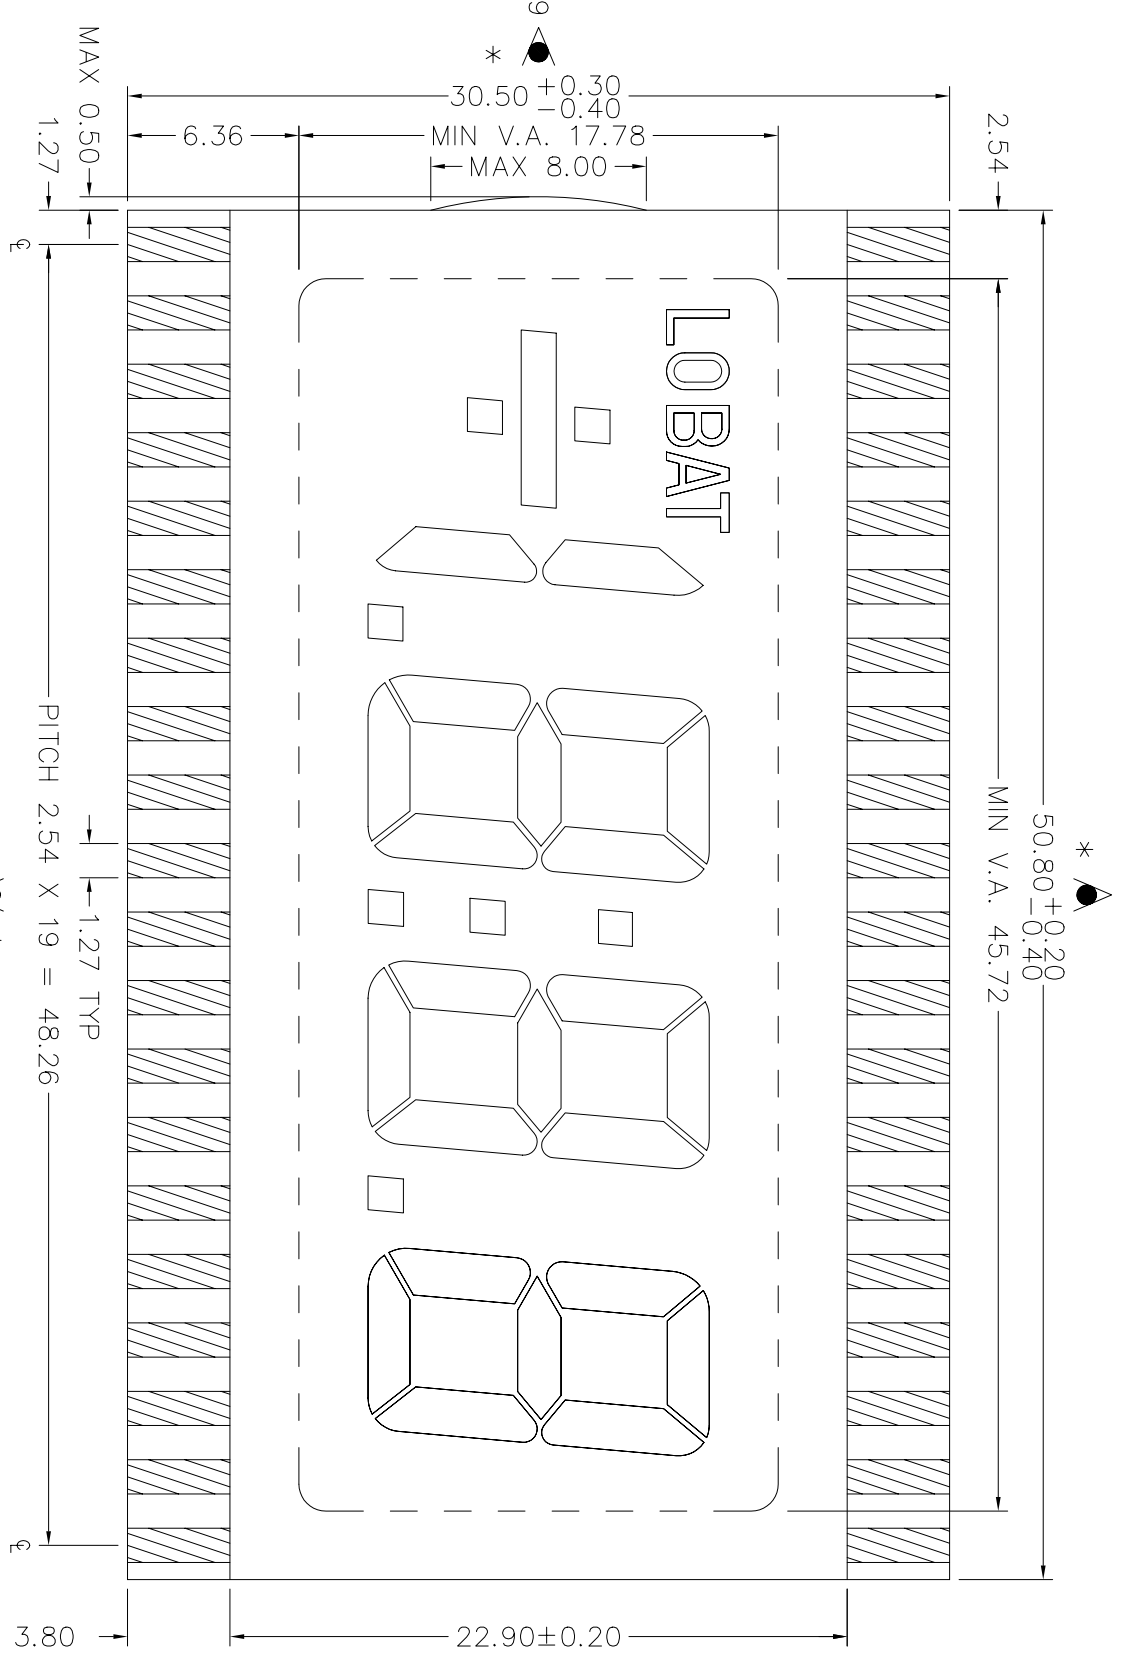 9
*
30.50 +0.30
-0.40
MIN V.A. 17.78
MAX 8.00
6.36
MAX 0.50
1.27
2.54
℄
LOBAT
MIN V.A. 45.72
50.80 +0.20
-0.40
*
PITCH 2.54 X 19 = 48.26
1.27 TYP
℄
3.80
22.90±0.20